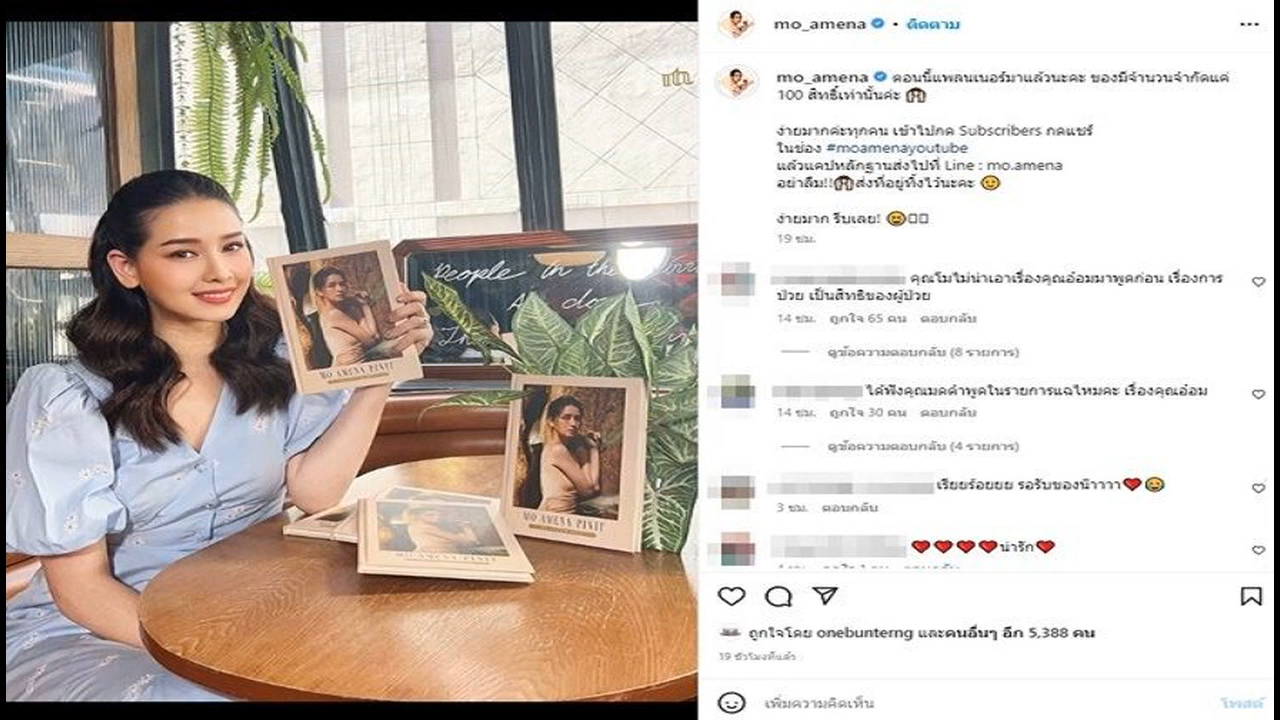 mo_amena • ติดตาม
mo_amena ตอนนี้แพลนเนอร์มาแล้วนะคะ ของมีจำนวนจำกัดแค่
100 สิทธิ์เท่านั้นค่ะ
ง่ายมากค่ะทุกคน เข้าไปกด Subscribers กดแชร์
ในช่อง #moamenayoutube
แล้วแคปหลักฐานส่งไปที่ Line : mo.amena
อย่าลืม!! ส่งที่อยู่ทิ้งไว้นะคะ
ง่ายมาก รีบเลย!
19 ชม.
คุณโมไม่น่าเอาเรื่องคุณอ๋อมมาพูดก่อน เรื่องการ
ป่วย เป็นสิทธิของผู้ป่วย
14 ชม. ถูกใจ 65 คน ตอบกลับ
ดูข้อความตอบกลับ (8 รายการ)
ได้ฟังคุณมดดำพูดในรายการแฉไหมคะ เรื่องคุณอ๋อม
14 ชม. ถูกใจ 30 คน ตอบกลับ
ดูข้อความตอบกลับ (4 รายการ)
เรียยร้อยยย รอรับของน้าาาา
3 ชม. ตอบกลับ
น่ารัก
ถูกใจโดย onebunterng และคนอื่นๆ อีก 5,388 คน
19 ชั่วโมงที่แล้ว
เพิ่มความคิดเห็น
โพสต์
People in the
MO AMENA PINIT
MO AMENA PINIT
MO AMENA PINIT